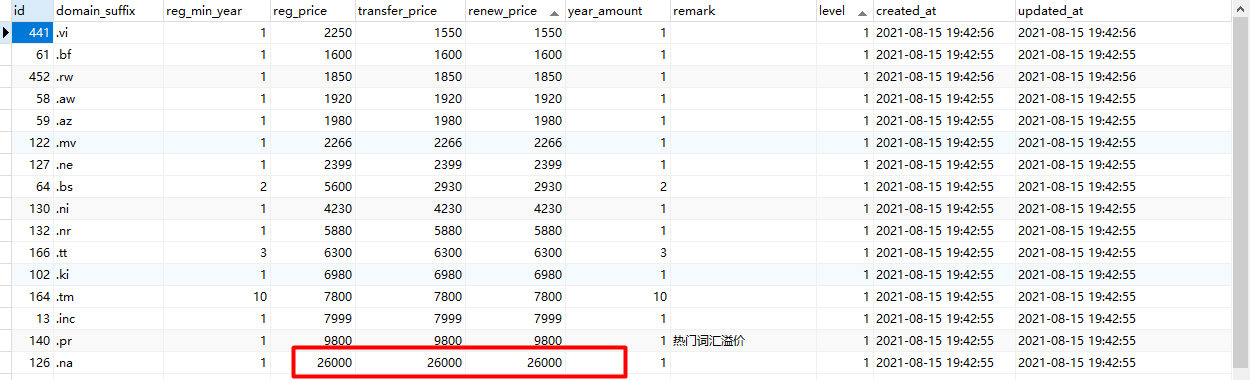 id domain_suffix reg_min_year reg_price transfer_price renew_price year_amount remark level created_at updated_at
441 .vi 1 2250 1550 1550 1 1 2021-08-15 19:42:56 2021-08-15 19:42:56
61 .bf 1 1600 1600 1600 1 1 2021-08-15 19:42:55 2021-08-15 19:42:55
452 .rw 1 1850 1850 1850 1 1 2021-08-15 19:42:56 2021-08-15 19:42:56
58 .aw 1 1920 1920 1920 1 1 2021-08-15 19:42:55 2021-08-15 19:42:55
59 .az 1 1980 1980 1980 1 1 2021-08-15 19:42:55 2021-08-15 19:42:55
122 .mv 1 2266 2266 2266 1 1 2021-08-15 19:42:55 2021-08-15 19:42:55
127 .ne 1 2399 2399 2399 1 1 2021-08-15 19:42:55 2021-08-15 19:42:55
64 .bs 2 5600 2930 2930 2 1 2021-08-15 19:42:55 2021-08-15 19:42:55
130 .ni 1 4230 4230 4230 1 1 2021-08-15 19:42:55 2021-08-15 19:42:55
132 .nr 1 5880 5880 5880 1 1 2021-08-15 19:42:55 2021-08-15 19:42:55
166 .tt 3 6300 6300 6300 3 1 2021-08-15 19:42:55 2021-08-15 19:42:55
102 .ki 1 6980 6980 6980 1 1 2021-08-15 19:42:55 2021-08-15 19:42:55
164 .tm 10 7800 7800 7800 10 1 2021-08-15 19:42:55 2021-08-15 19:42:55
13 .inc 1 7999 7999 7999 1 1 2021-08-15 19:42:55 2021-08-15 19:42:55
140 .pr 1 9800 9800 9800 1 热门词汇溢价 1 2021-08-15 19:42:55 2021-08-15 19:42:55
126 .na 1 26000 26000 26000 1 1 2021-08-15 19:42:55 2021-08-15 19:42:55